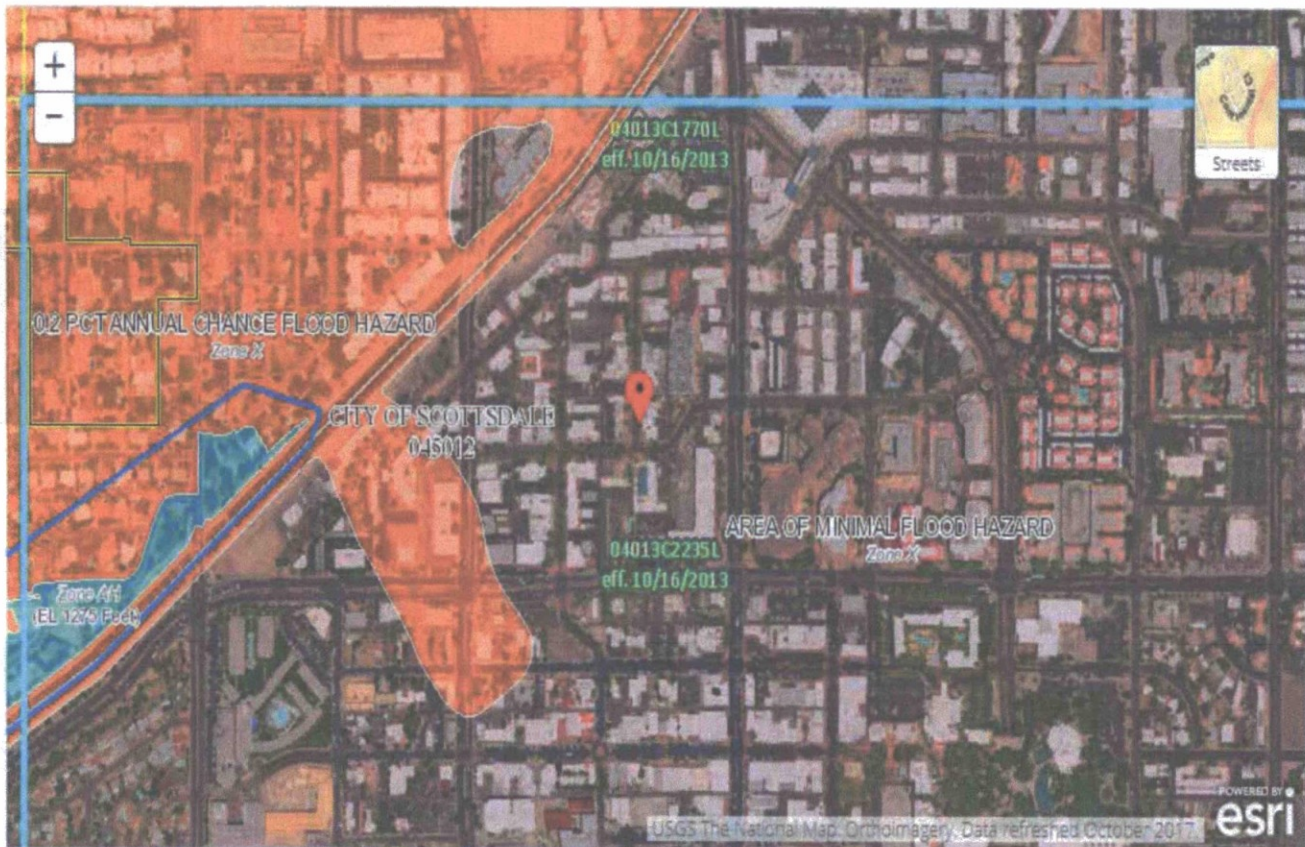 +
−
04013C1770L
eff. 10/16/2013
Streets
0.2 PCT ANNUAL CHANCE FLOOD HAZARD
Zone X
CITY OF SCOTTSDALE
045012
AREA OF MINIMAL FLOOD HAZARD
Zone X
04013C2235L
eff. 10/16/2013
Zone AH
(EL 1275 Feet)
POWERED BY
esri
USGS The National Map: Orthoimagery. Data refreshed October 2017.